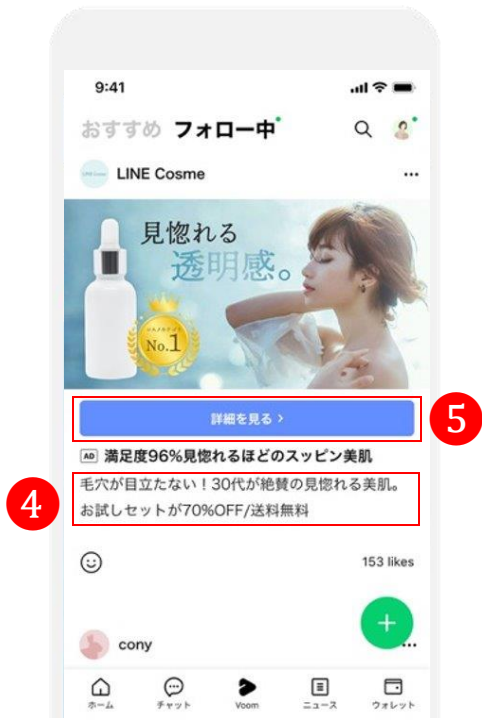 9:41
おすすめ フォロー中
LINE Cosme
見惚れる
透明感。
No.1
詳細を見る >
5
AD 満足度96%見惚れるほどのスッピン美肌
4
毛穴が目立たない！30代が絶賛の見惚れる美肌。
お試しセットが70%OFF/送料無料
153 likes
cony
ホーム チャット Voom ニュース ウォレット